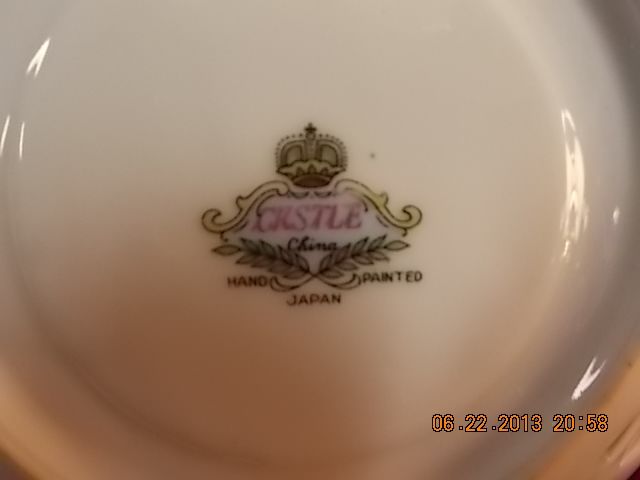 CASTLE
China
HAND PAINTED
JAPAN
06.22.2013 20:58